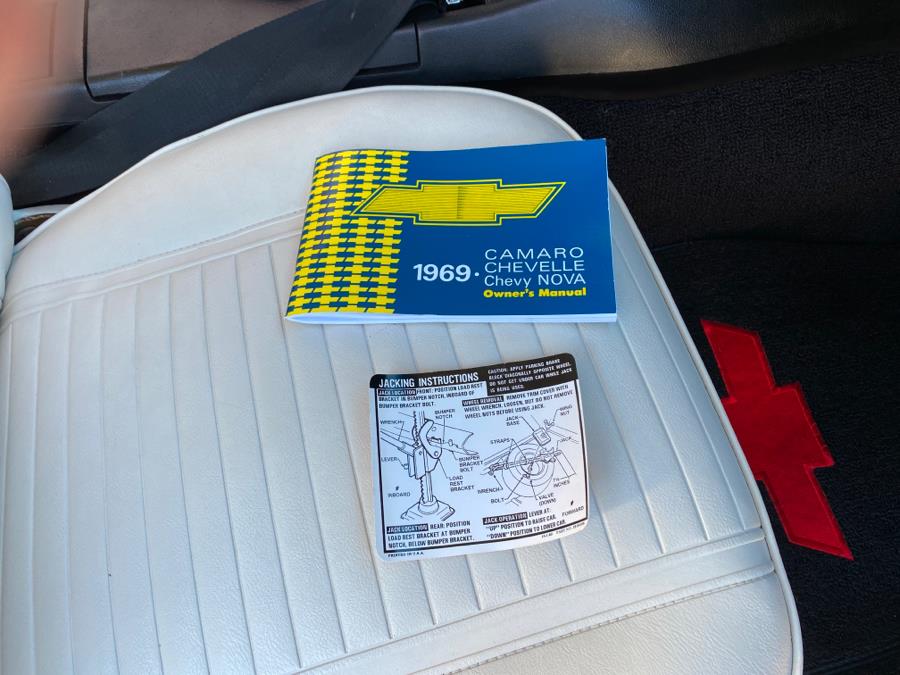 CAMARO
CHEVELLE
1969. Chevy NOVA
Owner's Manual
JACKING INSTRUCTIONS
CAUTION: APPLY PARKING BRAKE
BLOCK DIAGONALLY OPPOSITE WHEEL
DO NOT GET UNDER CAR WHILE JACK
IS BEING USED.
JACK LOCATION FRONT: POSITION LOAD REST
BRACKET IN BUMPER NOTCH, INBOARD OF
BUMPER BRACKET BOLT.
WHEEL REMOVAL REMOVE TRIM COVER WITH
WHEEL WRENCH, LOOSEN, BUT DO NOT REMOVE
WHEEL NUTS BEFORE USING JACK.
WRENCH
BUMPER
NOTCH
LEVER
BUMPER
BRACKET
BOLT
LOAD
REST
BRACKET
INBOARD
JACK
BASE
WING
NUT
STRAPS
JACK
WRENCH
BOLT
VALVE
(DOWN)
INCHES
FORWARD
JACK LOCATION REAR: POSITION
LOAD REST BRACKET AT BUMPER
NOTCH, BELOW BUMPER BRACKET.
PRINTED IN U.S.A.
JACK OPERATION LEVER AT:
"UP" POSITION TO RAISE CAR.
"DOWN" POSITION TO LOWER CAR.